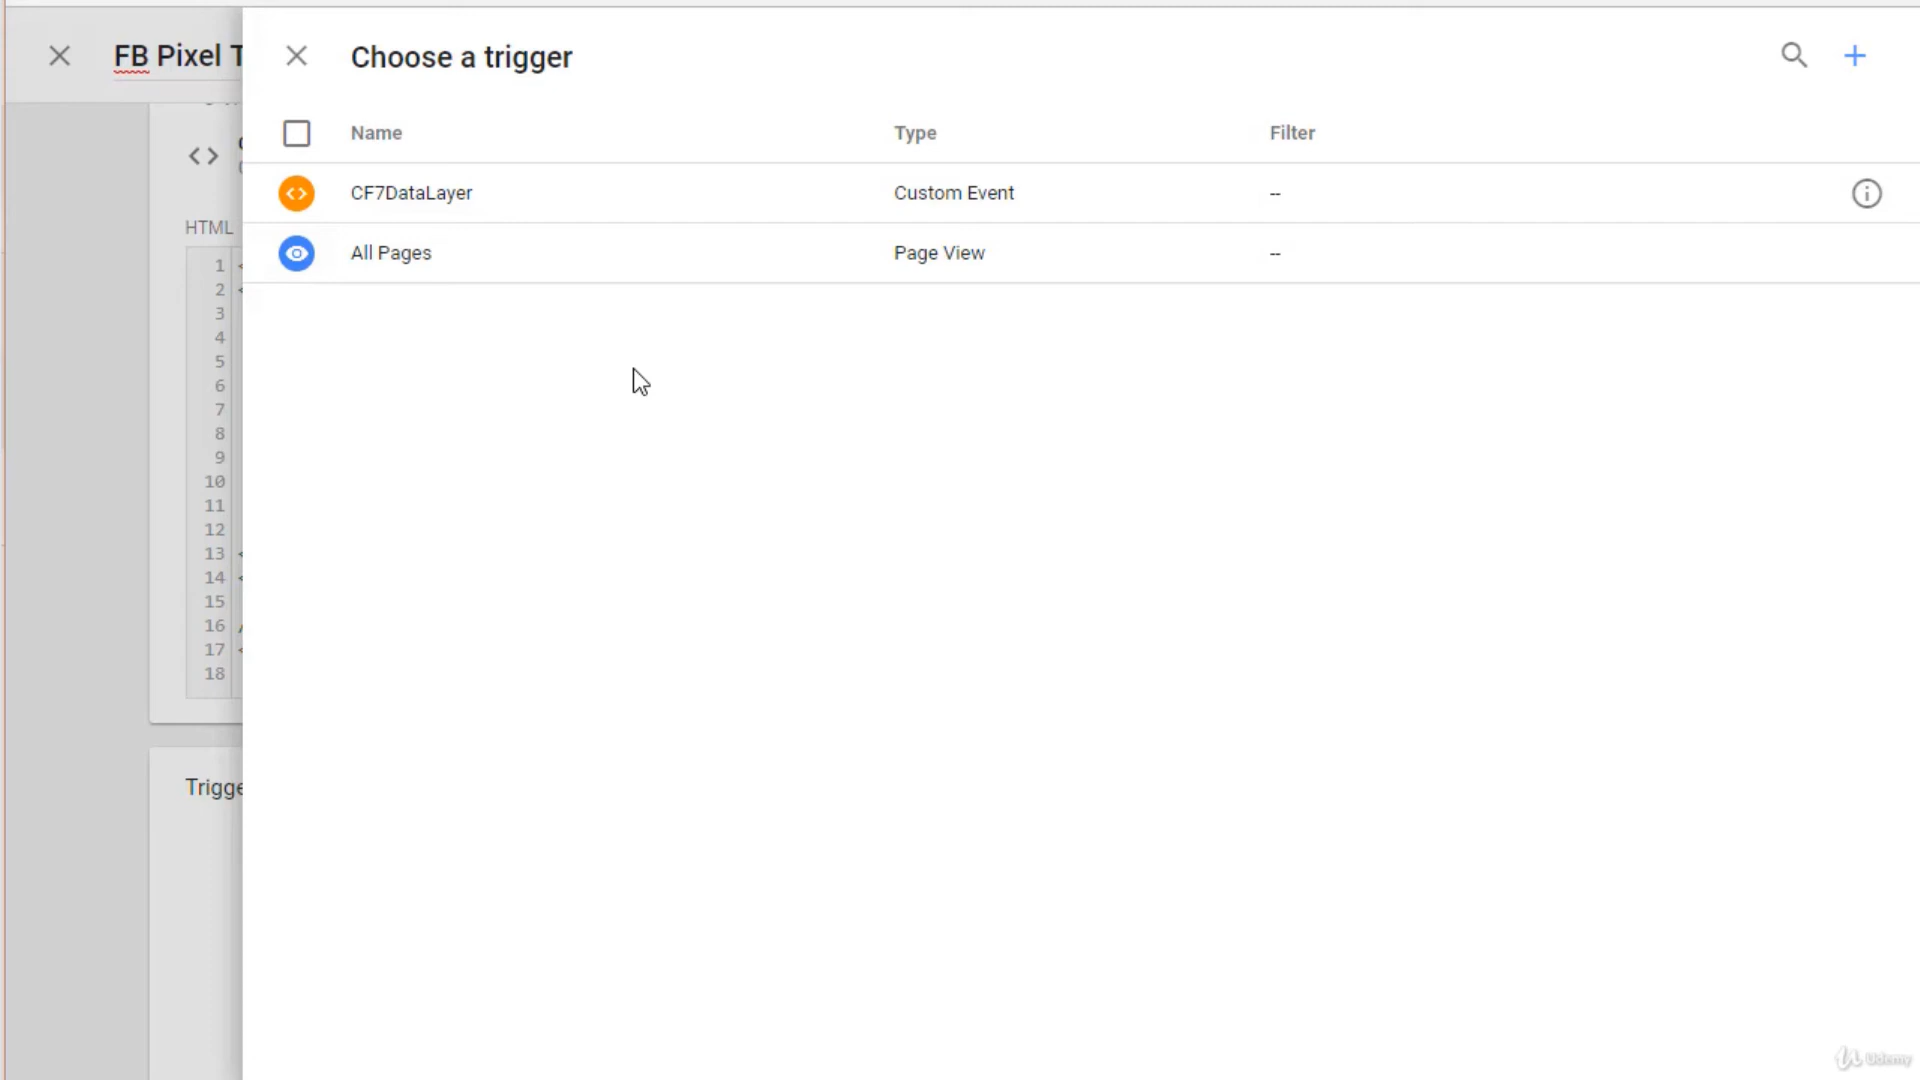 FB Pixel T
Choose a trigger
Name Type Filter
CF7DataLayer Custom Event --
All Pages Page View --
HTML
1 <
2 <
3
4
5
6
7
8
9
10
11
12
13 <
14 <
15
16 /
17 <
18
Trigge
Udemy